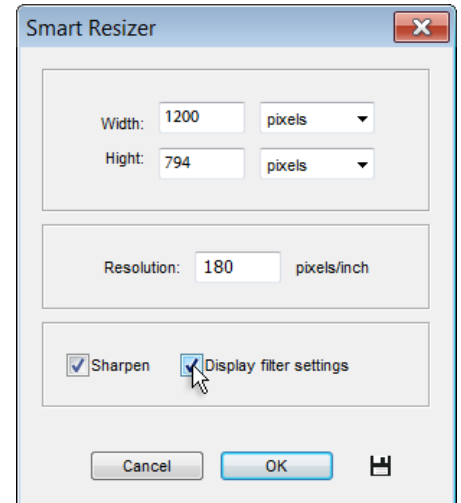 Smart Resizer
Width: 1200 pixels
Hight: 794 pixels
Resolution: 180 pixels/inch
Sharpen Display filter settings
Cancel OK